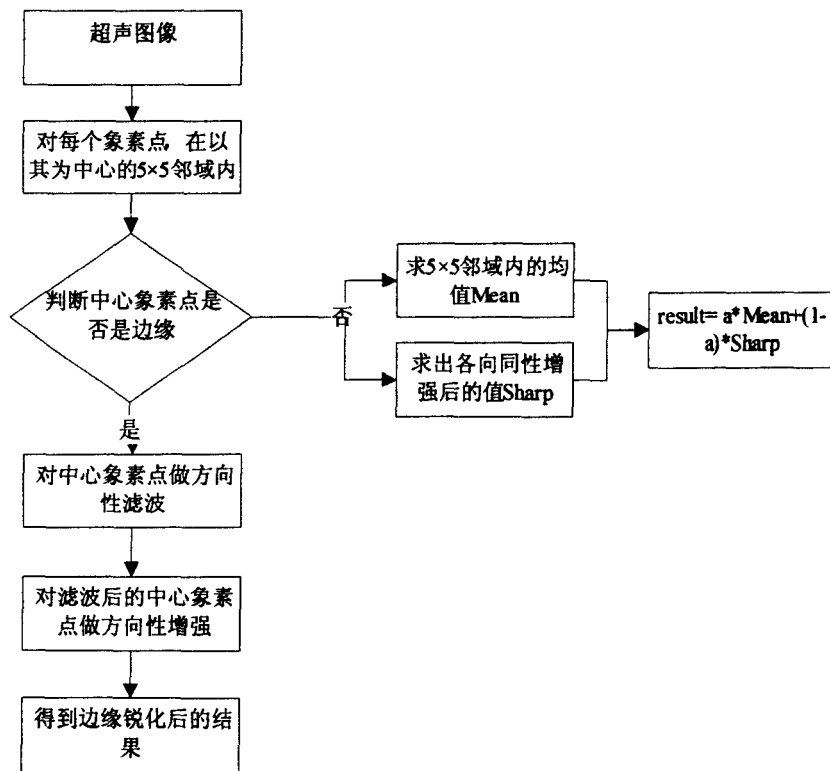 超声图像
对每个象素点, 在以
其为中心的5×5邻域内
判断中心象素点是
否是边缘
否
求5×5邻域内的均
值Mean
求出各向同性增
强后的值Sharp
result= a*Mean+(1-
a)*Sharp
是
对中心象素点做方向
性滤波
对滤波后的中心象素
点做方向性增强
得到边缘锐化后的结
果